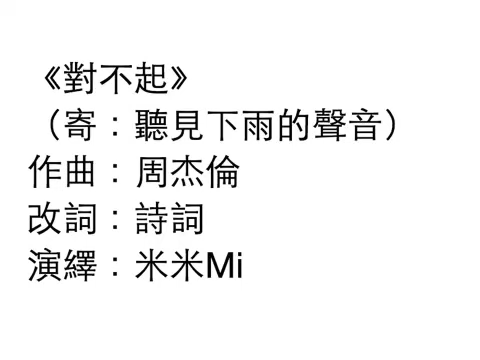 《對不起》
（寄：聽見下雨的聲音）
作曲：周杰倫
改詞：詩詞
演繹：米米Mi